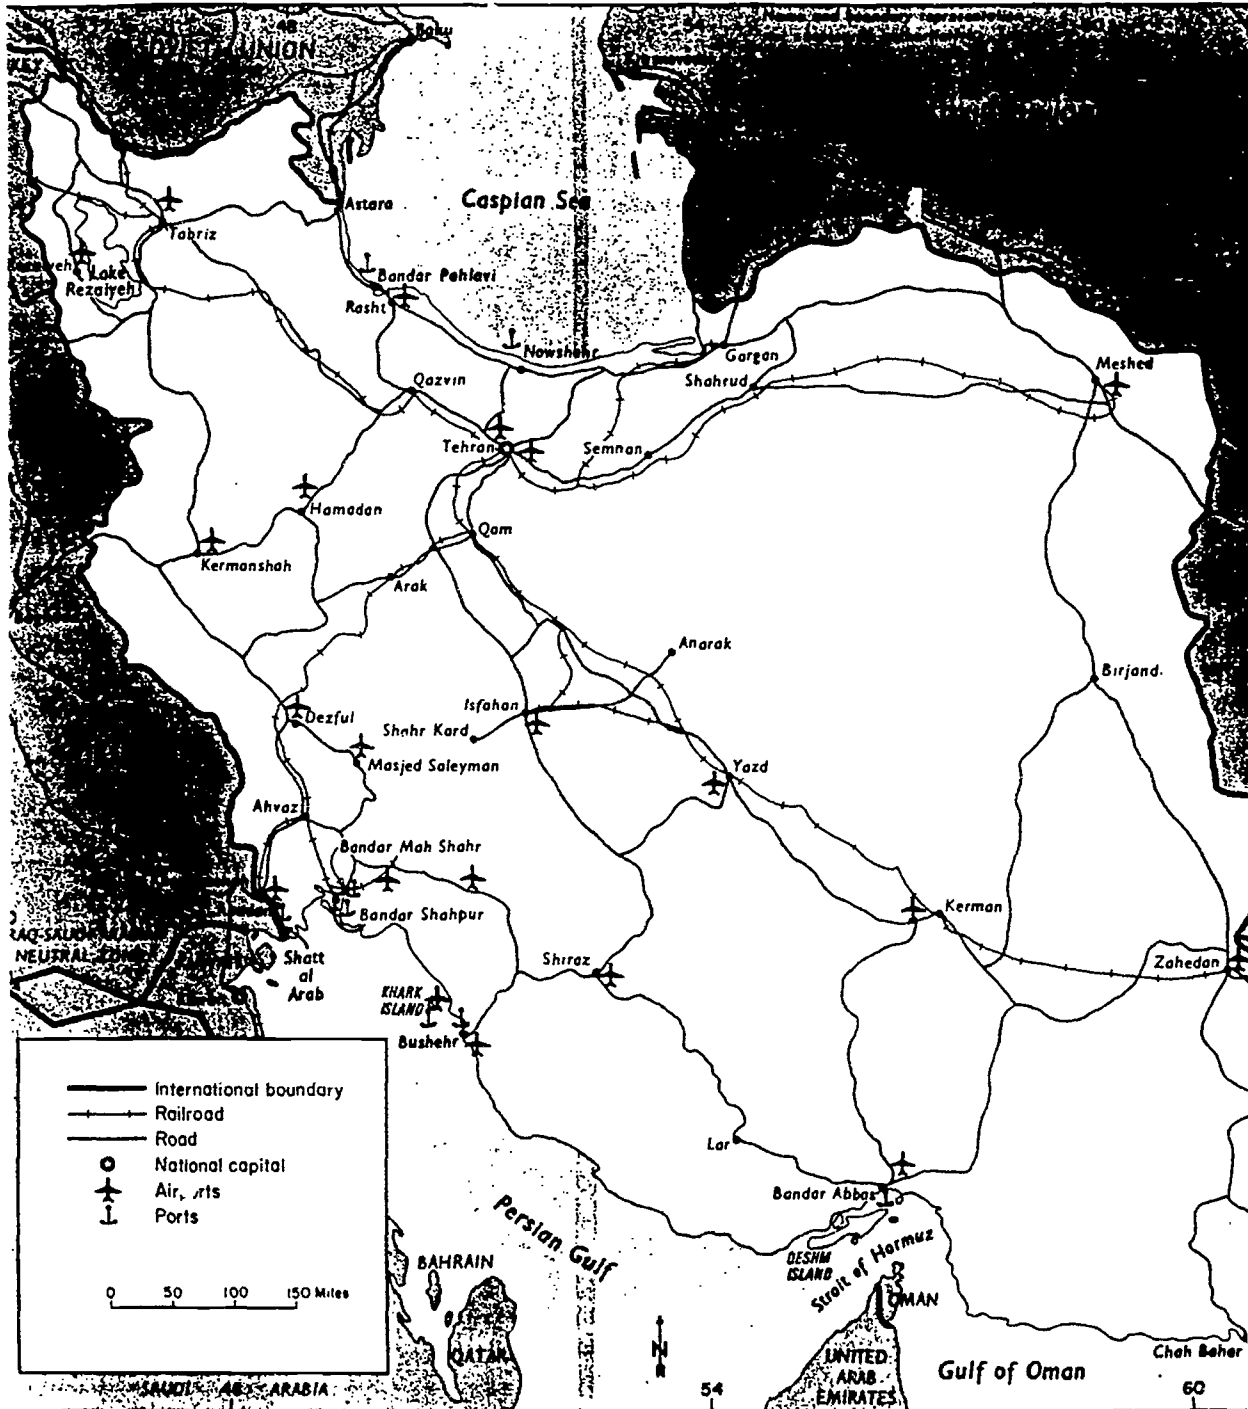 48
UNION
Baku
Caspian Sea
Astara
Tabriz
Lake
Rezaiyeh
Bandar Pahlavi
Rasht
Nowshahr
Gorgan
Shahrud
Meshed
Qazvin
Tehran
Semnan
Hamadan
Qom
Kermanshah
Arak
Anarak
Birjand
Isfahan
Dezful
Shahr Kord
Masjed Soleyman
Yazd
Ahvaz
Bandar Mah Shahr
Kerman
Bandar Shahpur
NEUTRAL ZONE
Shatt
al
Arab
Shiraz
Zahedan
KHARK
ISLAND
Bushehr
International boundary
Railroad
Road
National capital
Ports
Lar
Bandar Abbas
Persian Gulf
QESHM
ISLAND
Strait of Hormuz
0 50 100 150 Miles
BAHRAIN
OMAN
N
QATAR
UNITED
ARAB
EMIRATES
Gulf of Oman
Chah Bahar
SAUDI 48 ARABIA
54
60